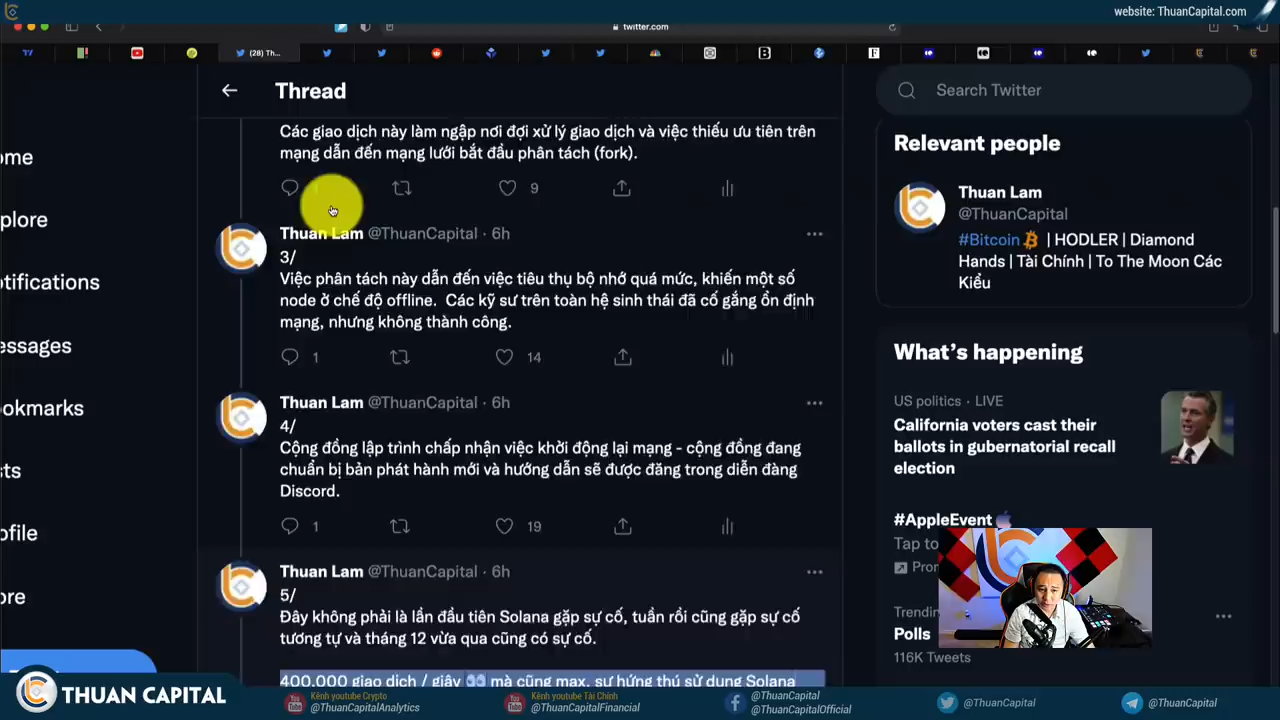 website: ThuanCapital.com
twitter.com
(28) Th...
Thread
Search Twitter
ome
xplore
otifications
essages
ookmarks
sts
ofile
ore
Các giao dịch này làm ngập nơi đợi xử lý giao dịch và việc thiếu ưu tiên trên
mạng dẫn đến mạng lưới bắt đầu phân tách (fork).
9
Thuan Lam @ThuanCapital · 6h
3/
Việc phân tách này dẫn đến việc tiêu thụ bộ nhớ quá mức, khiến một số
node ở chế độ offline. Các kỹ sư trên toàn hệ sinh thái đã cố gắng ổn định
mạng, nhưng không thành công.
1
14
Thuan Lam @ThuanCapital · 6h
4/
Cộng đồng lập trình chấp nhận việc khởi động lại mạng - cộng đồng đang
chuẩn bị bản phát hành mới và hướng dẫn sẽ được đăng trong diễn đàng
Discord.
1
19
Thuan Lam @ThuanCapital · 6h
5/
Đây không phải là lần đầu tiên Solana gặp sự cố, tuần rồi cũng gặp sự cố
tương tự và tháng 12 vừa qua cũng có sự cố.
400.000 giao dịch / giây 👀 mà cũng max, sự hứng thú sử dụng Solana
Relevant people
Thuan Lam
@ThuanCapital
#Bitcoin | HODLER | Diamond
Hands | Tài Chính | To The Moon Các
Kiểu
What's happening
US politics · LIVE
California voters cast their
ballots in gubernatorial recall
election
#AppleEvent
Tap to
Pro
Trendin
Polls
116K Tweets
THUAN CAPITAL
Kênh youtube Crypto
@ThuanCapitalAnalytics
Kênh youtube Tài Chính
@ThuanCapitalFinancial
@ThuanCapital
@ThuanCapitalOfficial
@ThuanCapital
@ThuanCapital